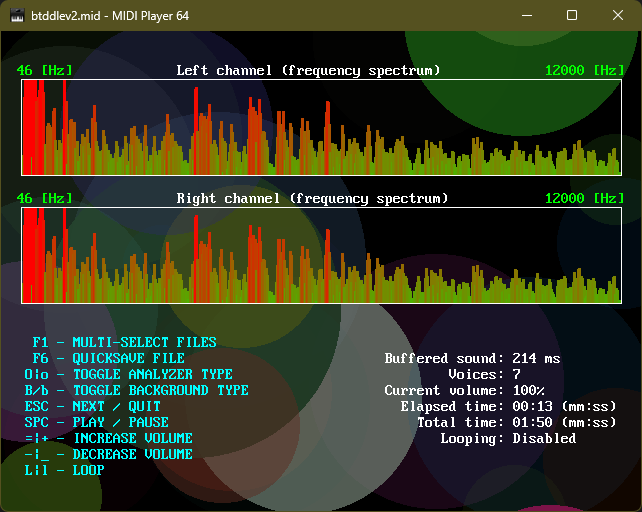 btddlev2.mid - MIDI Player 64
46 [Hz] Left channel (frequency spectrum) 12000 [Hz]
46 [Hz] Right channel (frequency spectrum) 12000 [Hz]
F1 - MULTI-SELECT FILES
F6 - QUICKSAVE FILE
O|o - TOGGLE ANALYZER TYPE
B/b - TOGGLE BACKGROUND TYPE
ESC - NEXT / QUIT
SPC - PLAY / PAUSE
=|+ - INCREASE VOLUME
-|_ - DECREASE VOLUME
L|l - LOOP
Buffered sound: 214 ms
Voices: 7
Current volume: 100%
Elapsed time: 00:13 (mm:ss)
Total time: 01:50 (mm:ss)
Looping: Disabled